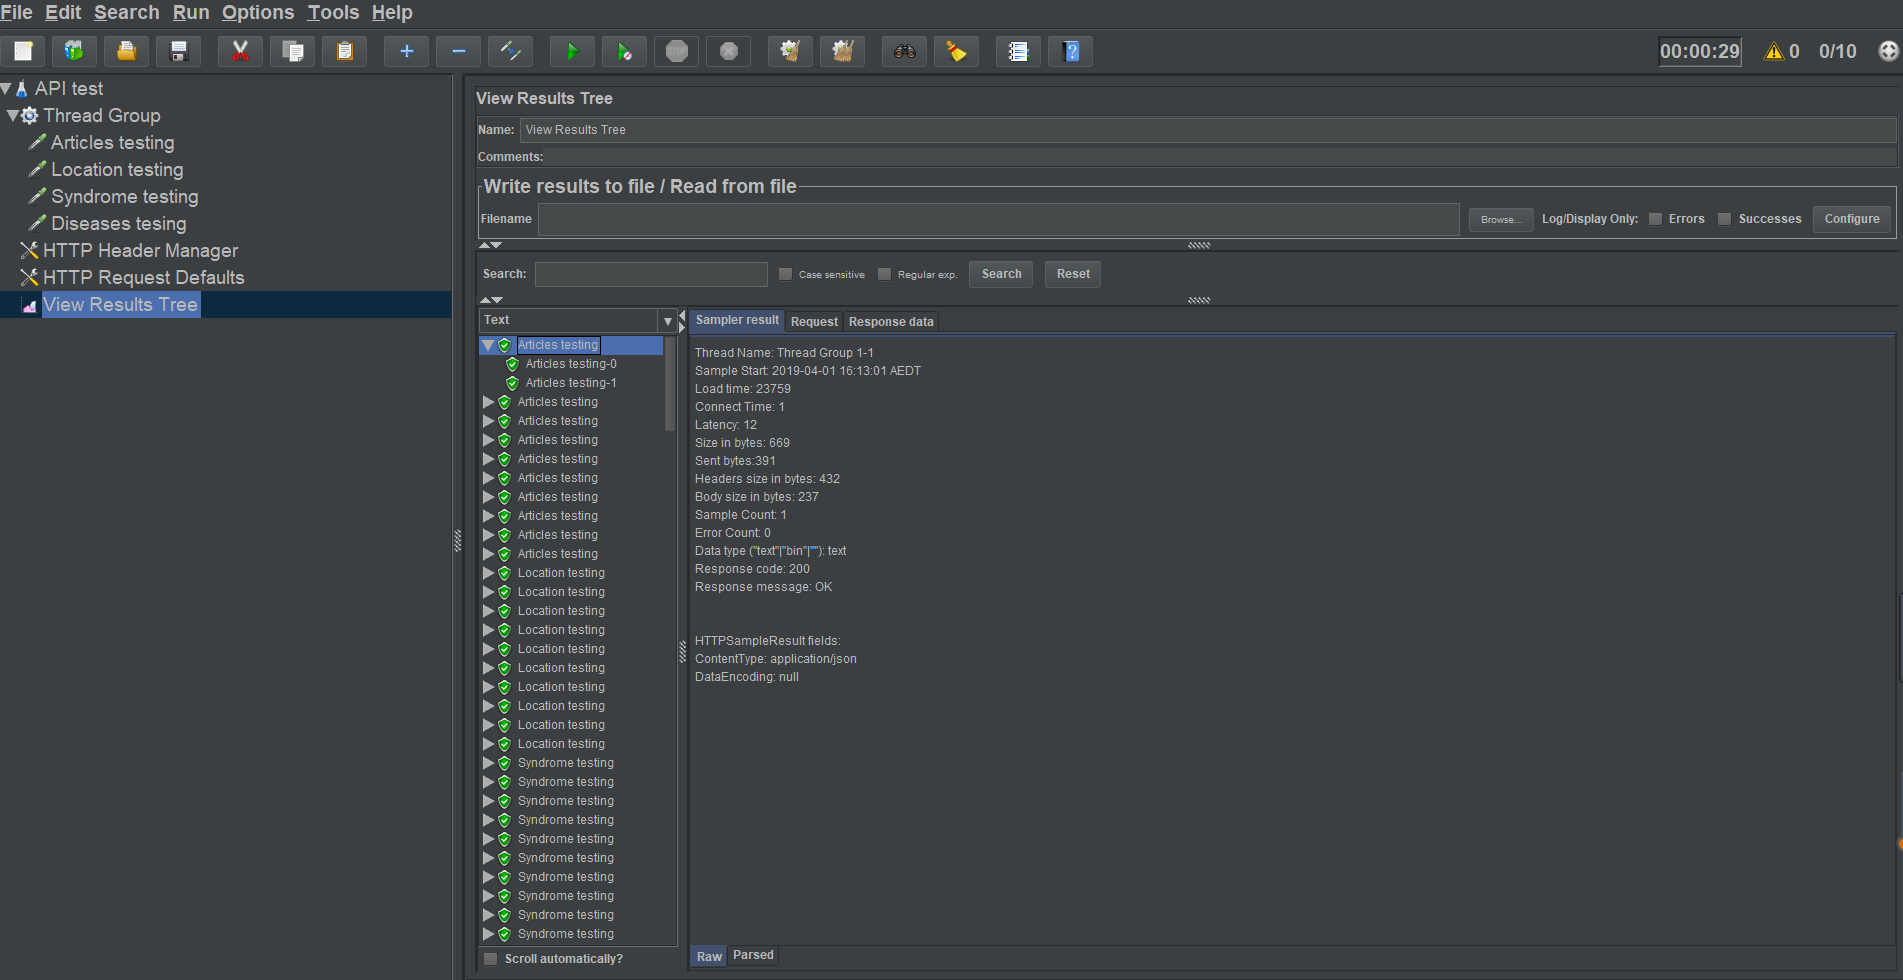 File Edit Search Run Options Tools Help
STOP
00:00:29 0 0/10
API test
Thread Group
Articles testing
Location testing
Syndrome testing
Diseases tesing
HTTP Header Manager
HTTP Request Defaults
View Results Tree
View Results Tree
Name: View Results Tree
Comments:
Write results to file / Read from file
Filename Browse... Log/Display Only: Errors Successes Configure
Search: Case sensitive Regular exp. Search Reset
Text
Articles testing
Articles testing-0
Articles testing-1
Articles testing
Articles testing
Articles testing
Articles testing
Articles testing
Articles testing
Articles testing
Articles testing
Articles testing
Location testing
Location testing
Location testing
Location testing
Location testing
Location testing
Location testing
Location testing
Location testing
Location testing
Syndrome testing
Syndrome testing
Syndrome testing
Syndrome testing
Syndrome testing
Syndrome testing
Syndrome testing
Syndrome testing
Syndrome testing
Syndrome testing
Scroll automatically?
Sampler result Request Response data
Thread Name: Thread Group 1-1
Sample Start: 2019-04-01 16:13:01 AEDT
Load time: 23759
Connect Time: 1
Latency: 12
Size in bytes: 669
Sent bytes:391
Headers size in bytes: 432
Body size in bytes: 237
Sample Count: 1
Error Count: 0
Data type ("text"|"bin"|""): text
Response code: 200
Response message: OK
HTTPSampleResult fields:
ContentType: application/json
DataEncoding: null
Raw Parsed